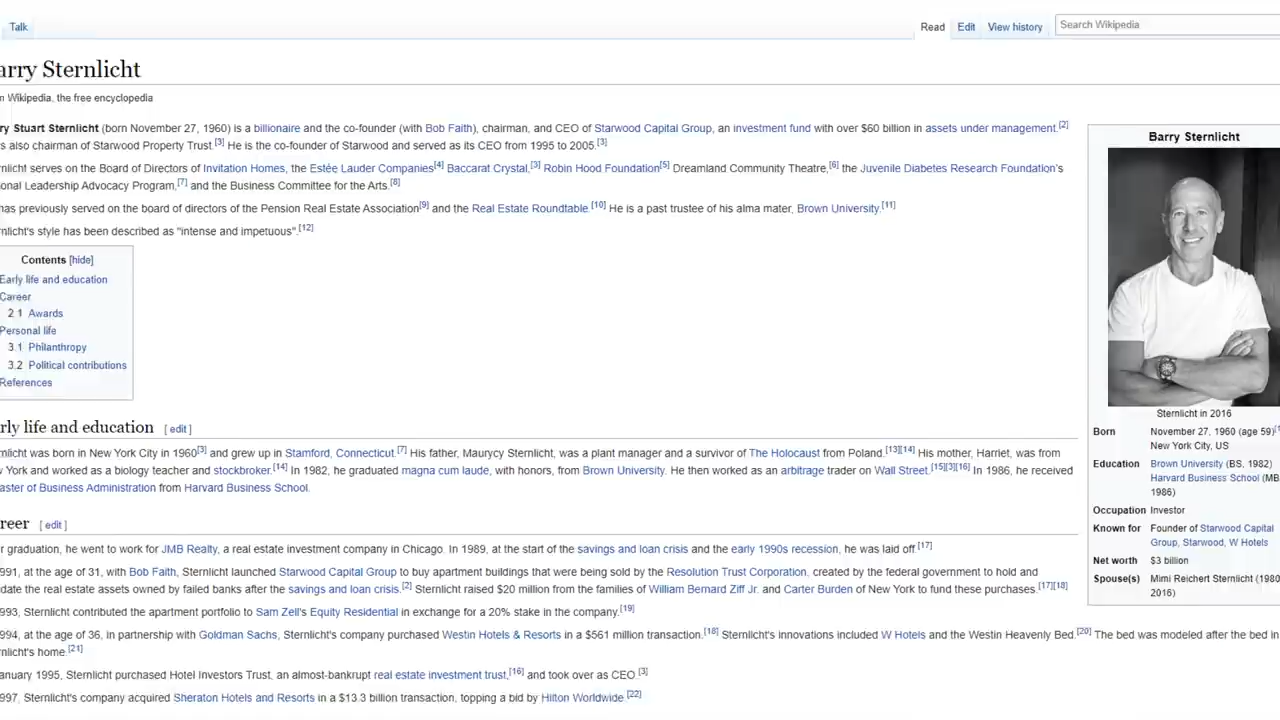 Talk
Read Edit View history Search Wikipedia
arry Sternlicht
n Wikipedia, the free encyclopedia
ry Stuart Sternlicht (born November 27, 1960) is a billionaire and the co-founder (with Bob Faith), chairman, and CEO of Starwood Capital Group, an investment fund with over $60 billion in assets under management.[2]
s also chairman of Starwood Property Trust.[3] He is the co-founder of Starwood and served as its CEO from 1995 to 2005.[3]
rnlicht serves on the Board of Directors of Invitation Homes, the Estée Lauder Companies[4] Baccarat Crystal,[3] Robin Hood Foundation[5] Dreamland Community Theatre,[6] the Juvenile Diabetes Research Foundation's
onal Leadership Advocacy Program,[7] and the Business Committee for the Arts.[8]
has previously served on the board of directors of the Pension Real Estate Association[9] and the Real Estate Roundtable.[10] He is a past trustee of his alma mater, Brown University.[11]
rnlicht's style has been described as "intense and impetuous".[12]
Contents [hide]
Early life and education
Career
2.1 Awards
Personal life
3.1 Philanthropy
3.2 Political contributions
References
rly life and education [ edit ]
rnlicht was born in New York City in 1960[3] and grew up in Stamford, Connecticut.[7] His father, Maurycy Sternlicht, was a plant manager and a survivor of The Holocaust from Poland.[13][14] His mother, Harriet, was from
w York and worked as a biology teacher and stockbroker.[14] In 1982, he graduated magna cum laude, with honors, from Brown University. He then worked as an arbitrage trader on Wall Street.[15][3][16] In 1986, he received
aster of Business Administration from Harvard Business School.
reer [ edit ]
r graduation, he went to work for JMB Realty, a real estate investment company in Chicago. In 1989, at the start of the savings and loan crisis and the early 1990s recession, he was laid off.[17]
991, at the age of 31, with Bob Faith, Sternlicht launched Starwood Capital Group to buy apartment buildings that were being sold by the Resolution Trust Corporation, created by the federal government to hold and
date the real estate assets owned by failed banks after the savings and loan crisis.[2] Sternlicht raised $20 million from the families of William Bernard Ziff Jr. and Carter Burden of New York to fund these purchases.[17][18]
993, Sternlicht contributed the apartment portfolio to Sam Zell's Equity Residential in exchange for a 20% stake in the company.[19]
994, at the age of 36, in partnership with Goldman Sachs, Sternlicht's company purchased Westin Hotels & Resorts in a $561 million transaction.[18] Sternlicht's innovations included W Hotels and the Westin Heavenly Bed.[20] The bed was modeled after the bed in
rnlicht's home.[21]
anuary 1995, Sternlicht purchased Hotel Investors Trust, an almost-bankrupt real estate investment trust,[16] and took over as CEO.[3]
997, Sternlicht's company acquired Sheraton Hotels and Resorts in a $13.3 billion transaction, topping a bid by Hilton Worldwide.[22]
Barry Sternlicht
Sternlicht in 2016
Born November 27, 1960 (age 59)[
New York City, US
Education Brown University (BS, 1982)
Harvard Business School (MB
1986)
Occupation Investor
Known for Founder of Starwood Capital
Group, Starwood, W Hotels
Net worth $3 billion
Spouse(s) Mimi Reichert Sternlicht (1980
2016)